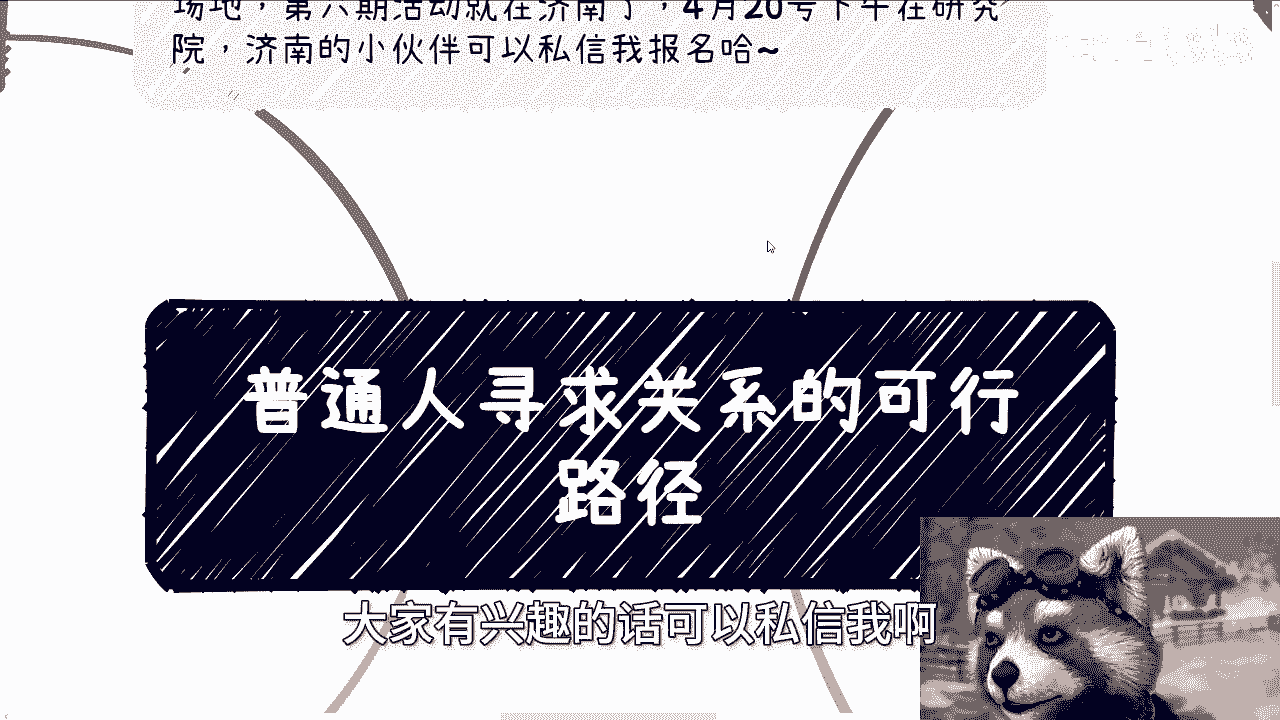 场地，第六期活动就在济南了，4月20号下午在研究
院，济南的小伙伴可以私信我报名哈~
普通人寻求关系的可行
路径
大家有兴趣的话可以私信我啊